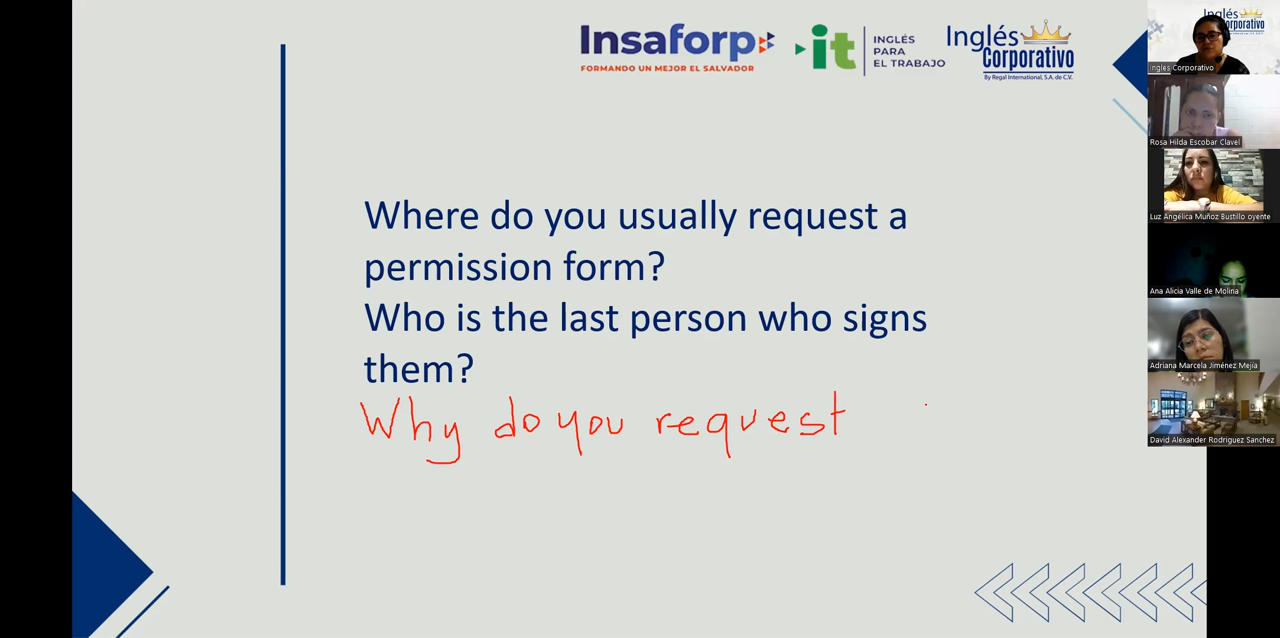 Insaforp
FORMANDO UN MEJOR EL SALVADOR
it
INGLÉS
PARA
EL TRABAJO
Inglés
Corporativo
By Regal International, S.A. de C.V.
Where do you usually request a
permission form?
Who is the last person who signs
them?
Why do you request
Inglés
Corporativo
Ingles Corporativo
Rosa Hilda Escobar Clavel
Luz Angélica Muñoz Bustillo oyente
Ana Alicia Valle de Molina
Adriana Marcela Jiménez Mejía
David Alexander Rodriguez Sanchez